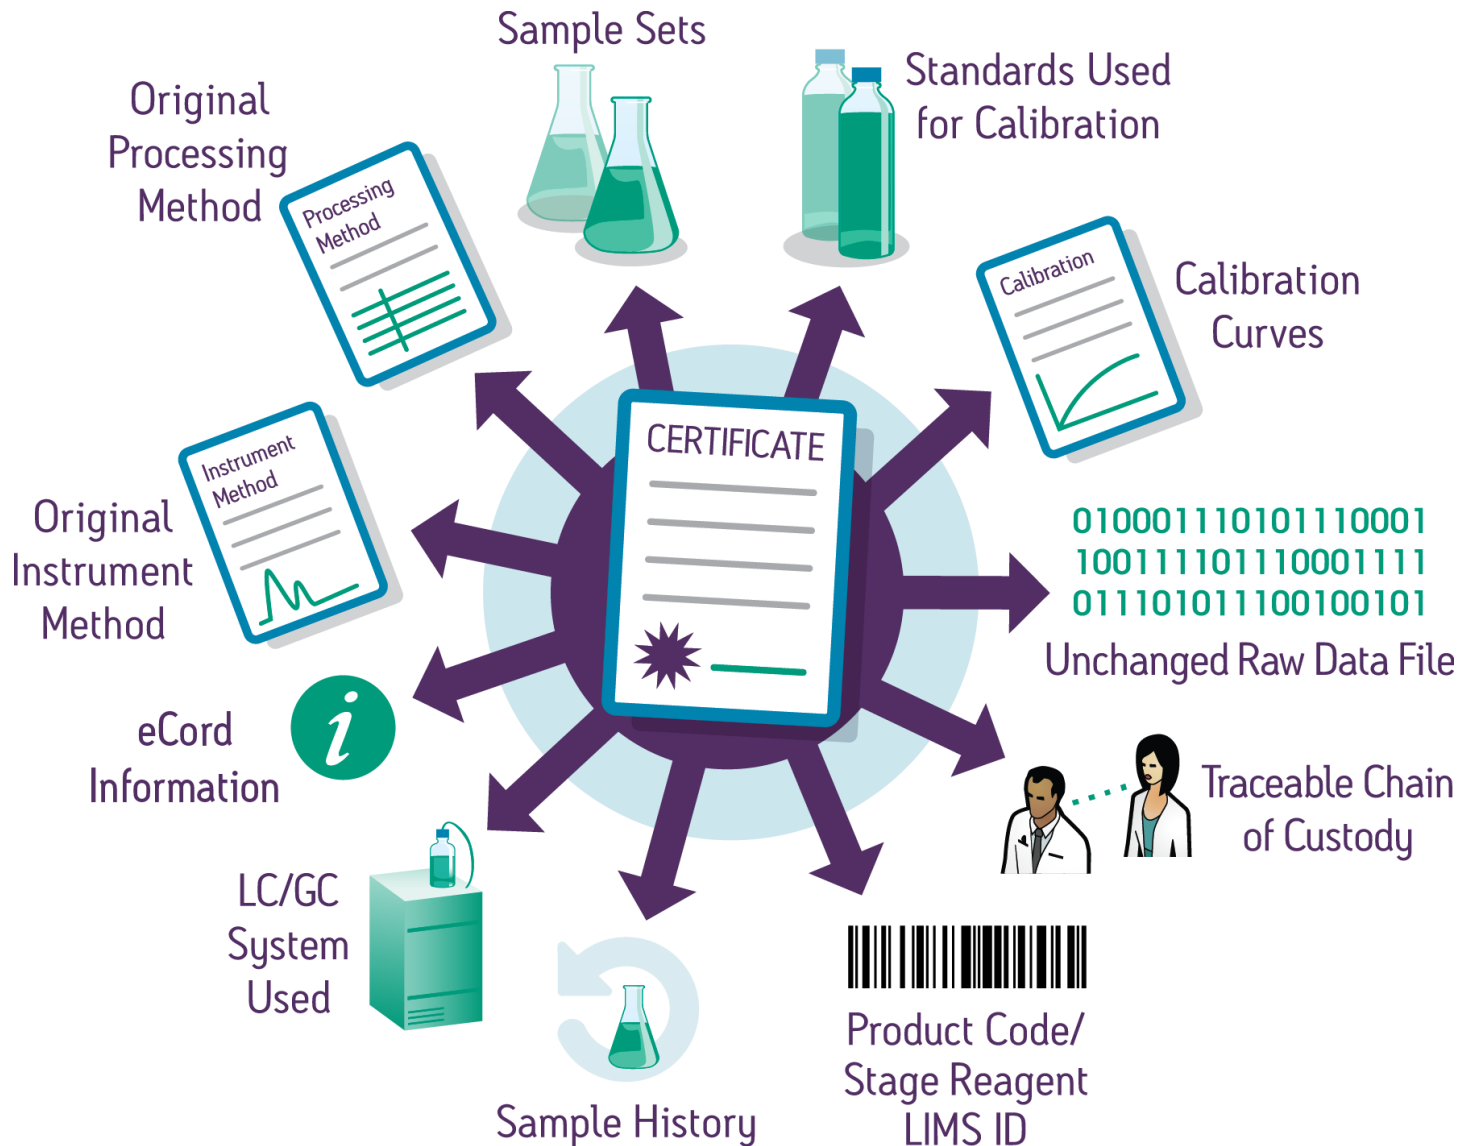 Sample Sets
Standards Used
for Calibration
Original
Processing
Method
Processing
Method
Calibration
Calibration
Curves
CERTIFICATE
Instrument
Method
Original
Instrument
Method
010001110101110001
100111101110001111
011101011100100101
Unchanged Raw Data File
eCord
Information
i
Traceable Chain
of Custody
LC/GC
System
Used
Sample History
Product Code/
Stage Reagent
LIMS ID